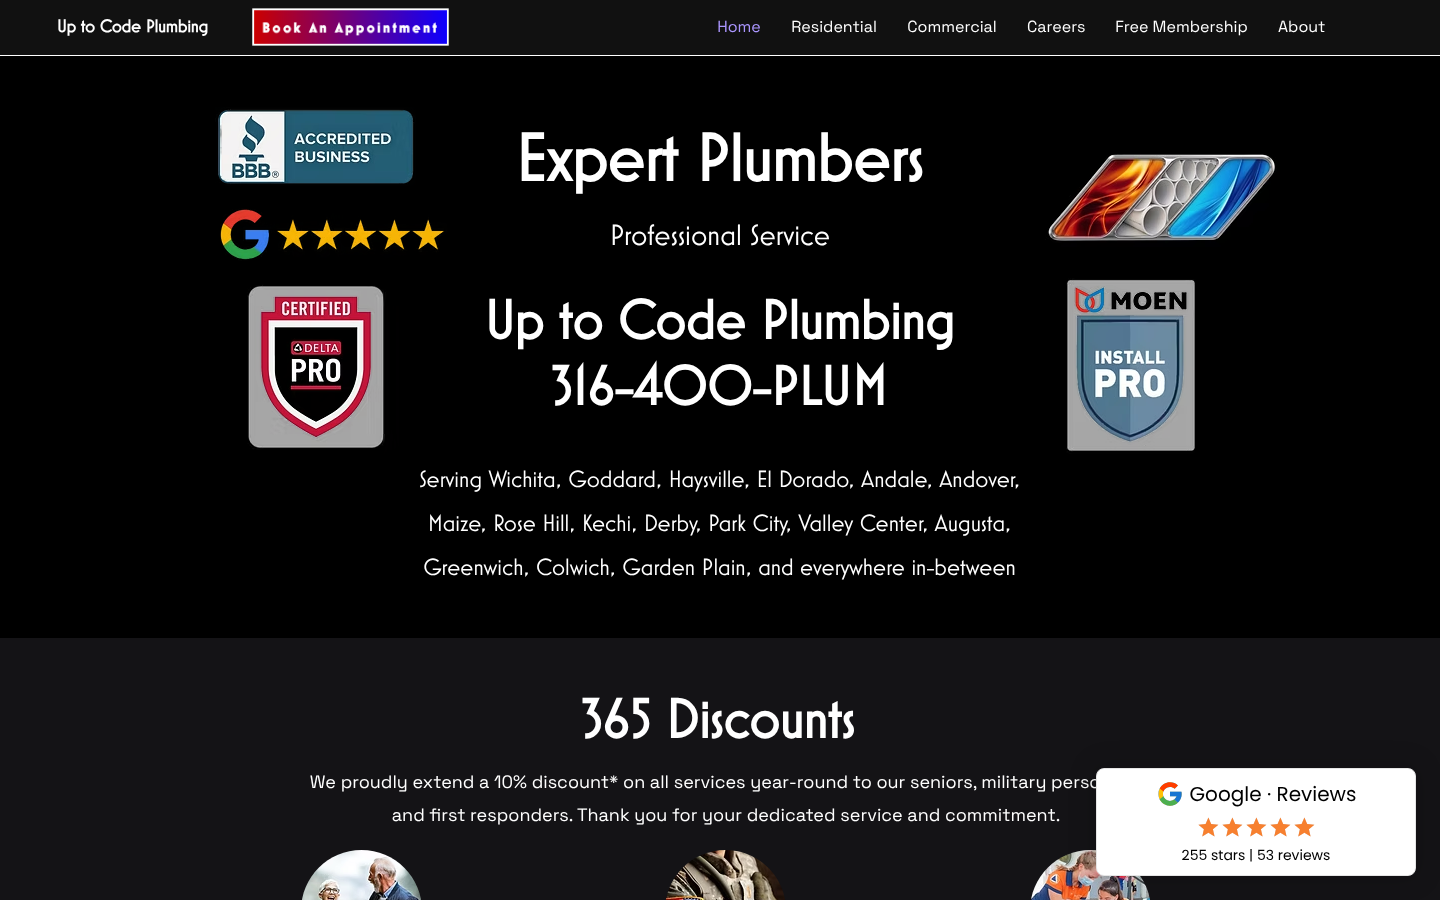 Up to Code Plumbing
Book An Appointment
Home
Residential
Commercial
Careers
Free Membership
About
BBB®
ACCREDITED
BUSINESS
Expert Plumbers
Professional Service
CERTIFIED
DELTA
PRO
Up to Code Plumbing
316-400-PLUM
MOEN
INSTALL
PRO
Serving Wichita, Goddard, Haysville, El Dorado, Andale, Andover,
Maize, Rose Hill, Kechi, Derby, Park City, Valley Center, Augusta,
Greenwich, Colwich, Garden Plain, and everywhere in-between
365 Discounts
We proudly extend a 10% discount* on all services year-round to our seniors, military
and first responders. Thank you for your dedicated service and commitment.
Google · Reviews
255 stars | 53 reviews